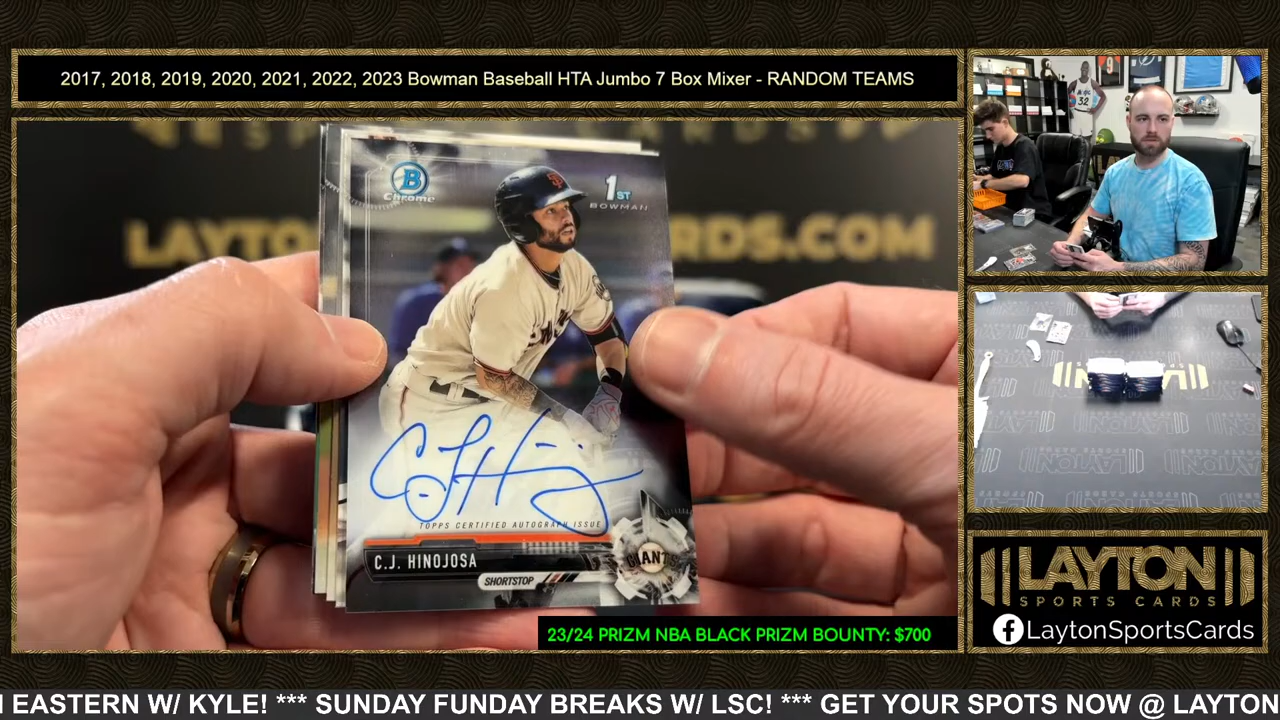 2017, 2018, 2019, 2020, 2021, 2022, 2023 Bowman Baseball HTA Jumbo 7 Box Mixer - RANDOM TEAMS
B
Chrome
1ST
BOWMAN
TOPPS CERTIFIED AUTOGRAPH ISSUE
C.J. HINOJOSA
SHORTSTOP
GIANTS
32
LAYTON
SPORTS CARDS
LaytonSportsCards
23/24 PRIZM NBA BLACK PRIZM BOUNTY: $700
EASTERN W/ KYLE! *** SUNDAY FUNDAY BREAKS W/ LSC! *** GET YOUR SPOTS NOW @ LAYTON